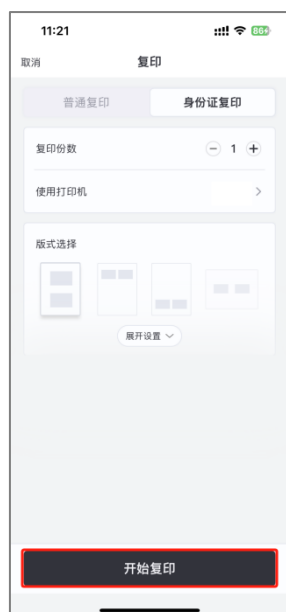 11:21 86
取消 复印
普通复印 身份证复印
复印份数 1
使用打印机
版式选择
展开设置
开始复印